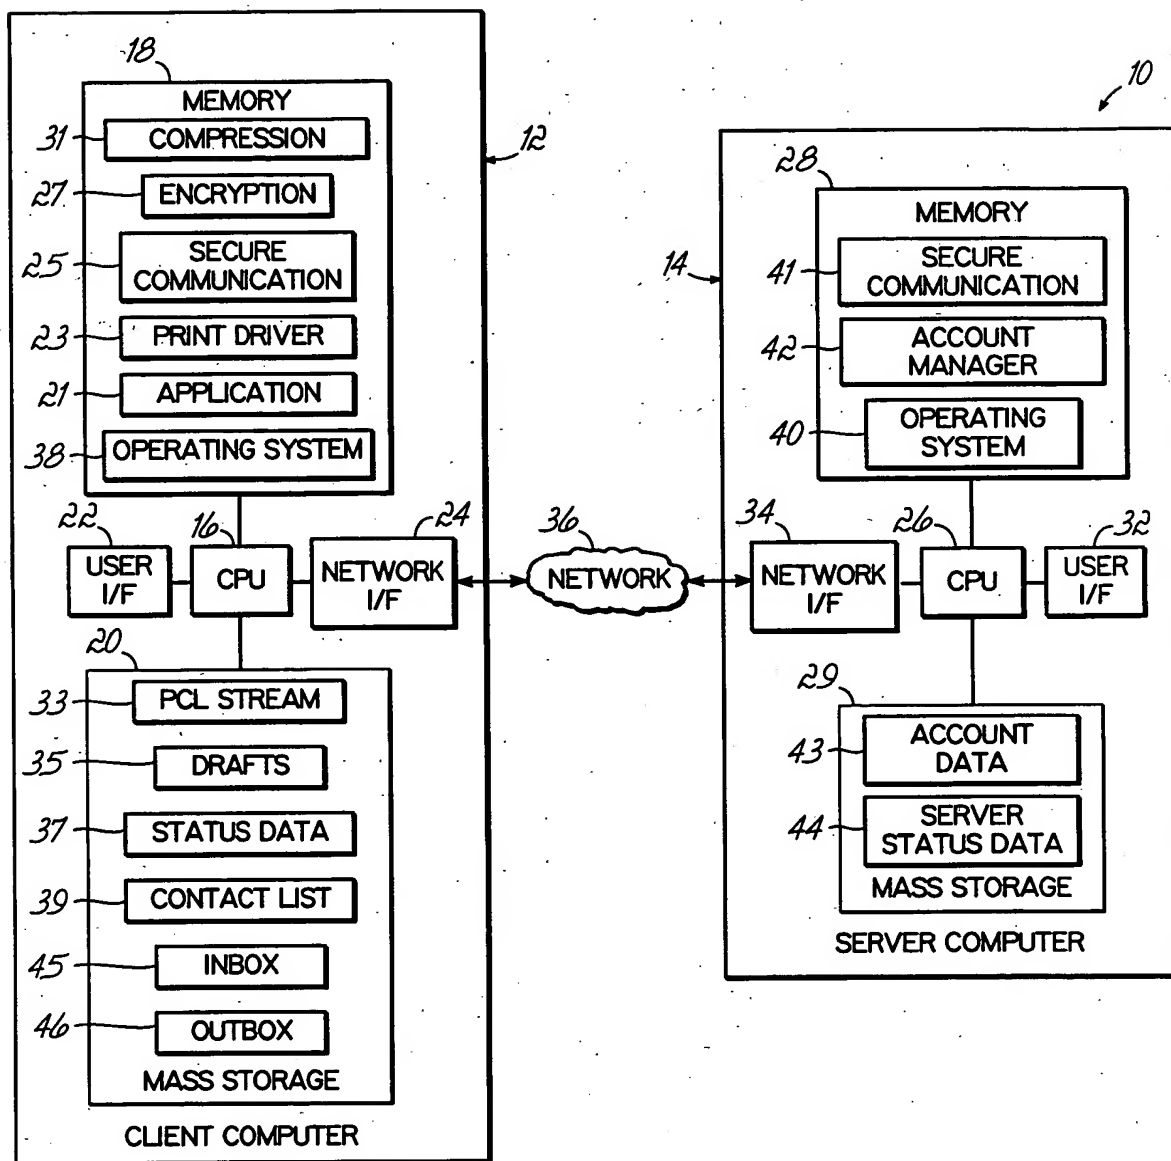 18
MEMORY
31 COMPRESSION
27 ENCRYPTION
25 SECURE
COMMUNICATION
23 PRINT DRIVER
21 APPLICATION
38 OPERATING SYSTEM
12
22
USER
I/F
16
CPU
24
NETWORK
I/F
20
33 PCL STREAM
35 DRAFTS
37 STATUS DATA
39 CONTACT LIST
45 INBOX
46 OUTBOX
MASS STORAGE
CLIENT COMPUTER
36
NETWORK
10
14
28
MEMORY
41 SECURE
COMMUNICATION
42 ACCOUNT
MANAGER
40 OPERATING
SYSTEM
34
NETWORK
I/F
26
CPU
32
USER
I/F
29
43 ACCOUNT
DATA
44 SERVER
STATUS DATA
MASS STORAGE
SERVER COMPUTER